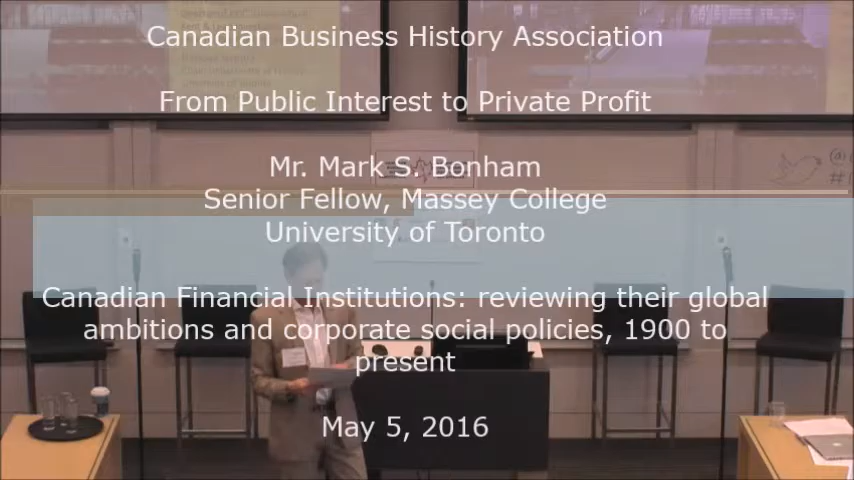 Canadian Business History Association
From Public Interest to Private Profit
Mr. Mark S. Bonham
Senior Fellow, Massey College
University of Toronto
Canadian Financial Institutions: reviewing their global
ambitions and corporate social policies, 1900 to
present
May 5, 2016